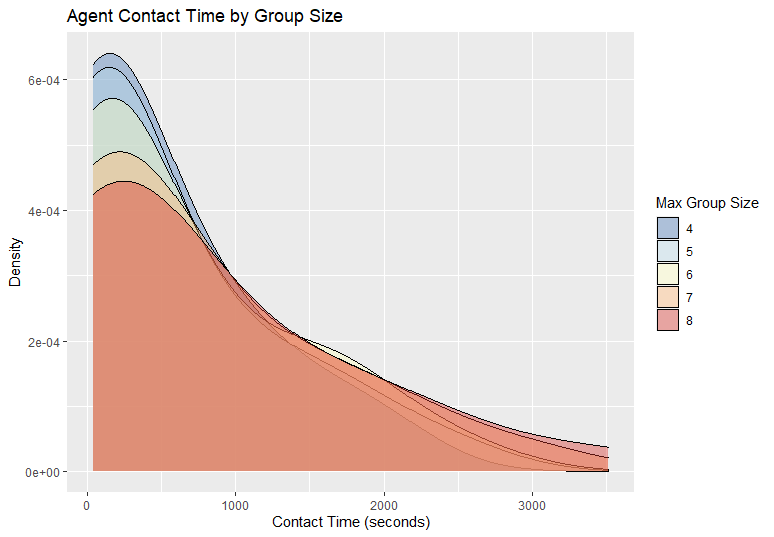 Agent Contact Time by Group Size
6e-04
4e-04
2e-04
0e+00
Density
0
1000
2000
3000
Contact Time (seconds)
Max Group Size
4
5
6
7
8